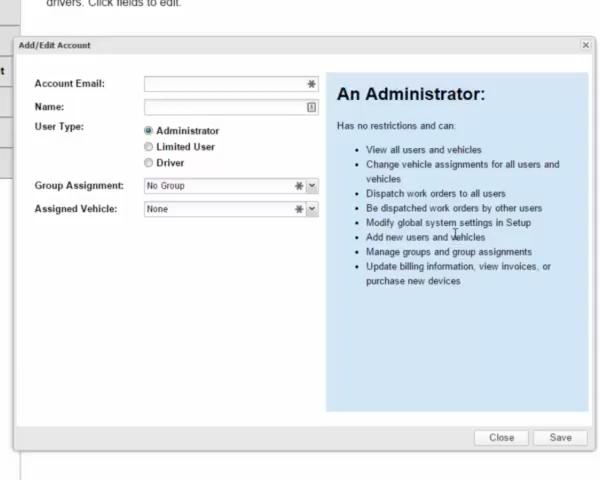 drivers. Click fields to edit.
t
Add/Edit Account
Account Email:
Name:
User Type:
Administrator
Limited User
Driver
Group Assignment: No Group
Assigned Vehicle: None
An Administrator:
Has no restrictions and can:
• View all users and vehicles
• Change vehicle assignments for all users and
vehicles
• Dispatch work orders to all users
• Be dispatched work orders by other users
• Modify global system settings in Setup
• Add new users and vehicles
• Manage groups and group assignments
• Update billing information, view invoices, or
purchase new devices
Close Save